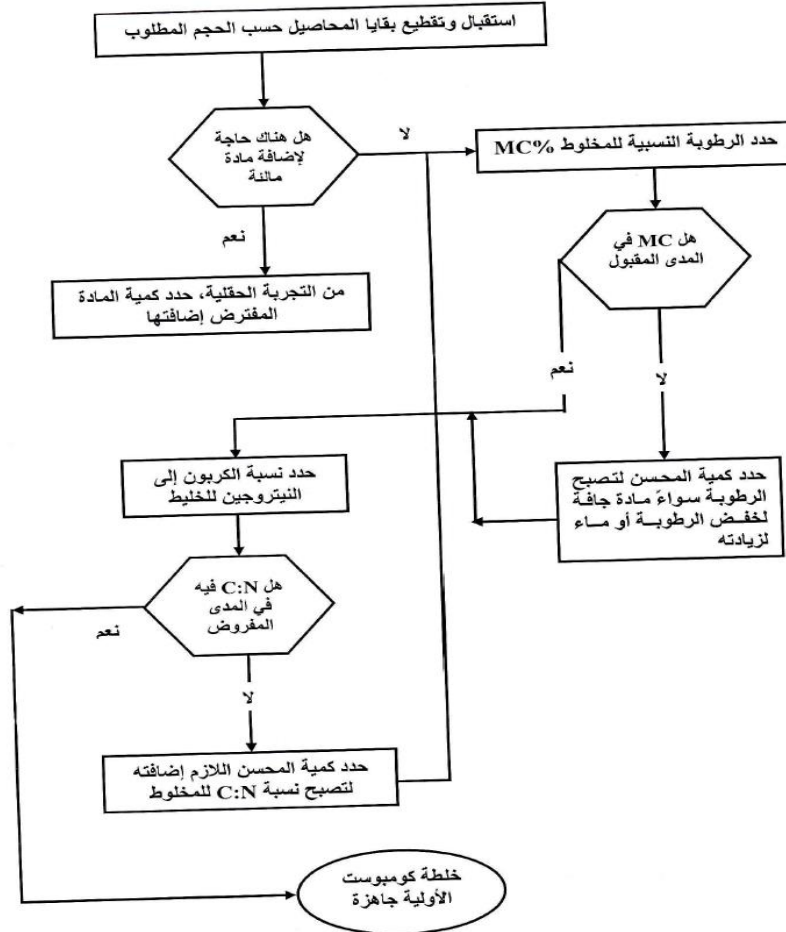 استقبال وتقطيع بقايا المحاصيل حسب الحجم المطلوب
هل هناك حاجة
لإضافة مادة
مالئة
لا
نعم
من التجربة الحقلية، حدد كمية المادة
المفترض إضافتها
حدد الرطوبة النسبية للمخلوط MC%
هل MC في
المدى المقبول
نعم
لا
حدد كمية المحسن لتصبح
الرطوبة سواءً مادة جافة
لخفض الرطوبة أو ماء
لزيادته
حدد نسبة الكربون إلى
النيتروجين للخليط
هل C:N فيه
في المدى
المفروض
نعم
لا
حدد كمية المحسن اللازم إضافته
لتصبح نسبة C:N للمخلوط
خلطة كومبوست
الأولية جاهزة